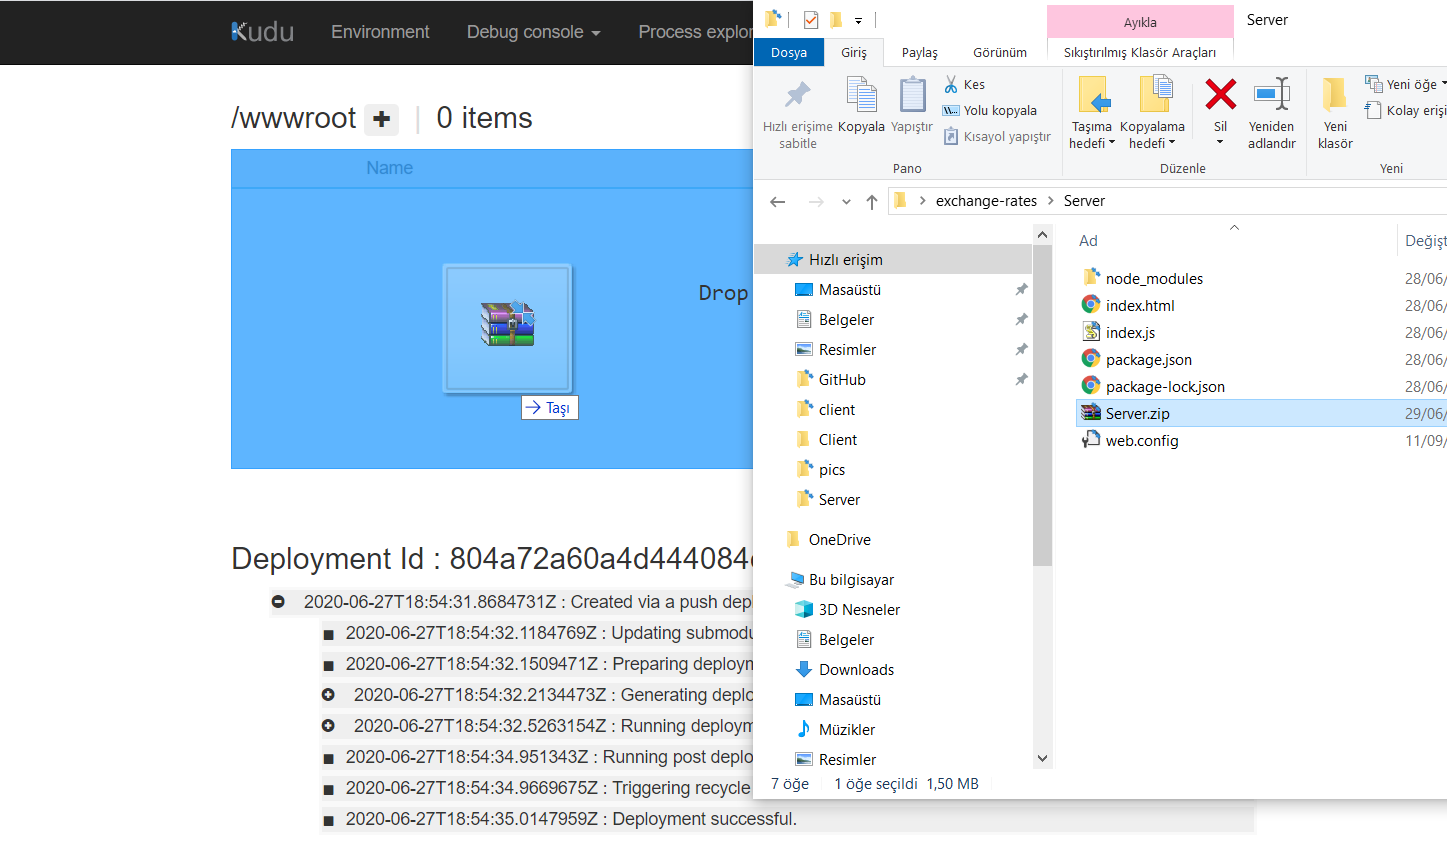 Kudu Environment Debug console Process explor
/wwwroot | 0 items
Name
Drop
Taşı
Deployment Id : 804a72a60a4d444084
2020-06-27T18:54:31.8684731Z : Created via a push dep
2020-06-27T18:54:32.1184769Z : Updating submodu
2020-06-27T18:54:32.1509471Z : Preparing deploym
2020-06-27T18:54:32.2134473Z : Generating deplo
2020-06-27T18:54:32.5263154Z : Running deploym
2020-06-27T18:54:34.951343Z : Running post deplo
2020-06-27T18:54:34.9669675Z : Triggering recycle
2020-06-27T18:54:35.0147959Z : Deployment successful.
Ayıkla Server
Dosya Giriş Paylaş Görünüm Sıkıştırılmış Klasör Araçları
Hızlı erişime
sabitle
Kopyala
Yapıştır
Kes
Yolu kopyala
Kısayol yapıştır
Pano
Taşıma
hedefi
Kopyalama
hedefi
Sil
Yeniden
adlandır
Düzenle
Yeni
klasör
Yeni öğe
Kolay erişi
Yeni
exchange-rates > Server
Hızlı erişim
Masaüstü
Belgeler
Resimler
GitHub
client
Client
pics
Server
OneDrive
Bu bilgisayar
3D Nesneler
Belgeler
Downloads
Masaüstü
Müzikler
Resimler
Ad Değişt
node_modules 28/06/
index.html 28/06/
index.js 28/06/
package.json 28/06/
package-lock.json 28/06/
Server.zip 29/06/
web.config 11/09/
7 öğe 1 öğe seçildi 1,50 MB